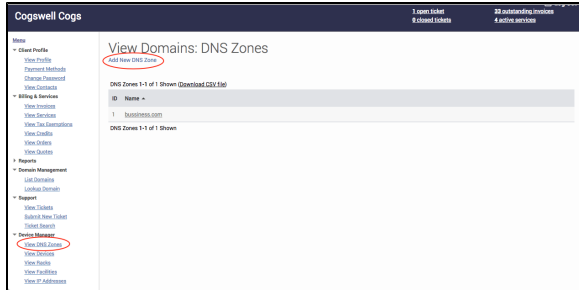 Cogswell Cogs
1 open ticket
0 closed tickets
33 outstanding invoices
4 active services
Menu
Client Profile
View Profile
Payment Methods
Change Password
View Contacts
Billing & Services
View Invoices
View Services
View Tax Exemptions
View Credits
View Orders
View Quotes
Reports
Domain Management
List Domains
Lookup Domain
Support
View Tickets
Submit New Ticket
Ticket Search
Device Manager
View DNS Zones
View Devices
View Racks
View Facilities
View IP Addresses
View Domains: DNS Zones
Add New DNS Zone
DNS Zones 1-1 of 1 Shown (Download CSV file)
ID Name
1 bussiness.com
DNS Zones 1-1 of 1 Shown